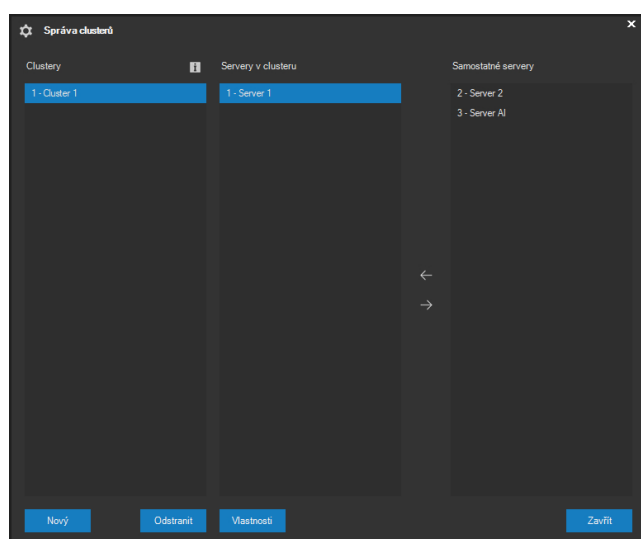 Správa clusterů
Clustery
Servery v clusteru
Samostatné servery
1 - Cluster 1
1 - Server 1
2 - Server 2
3 - Server AI
Nový
Odstranit
Vlastnosti
Zavřít